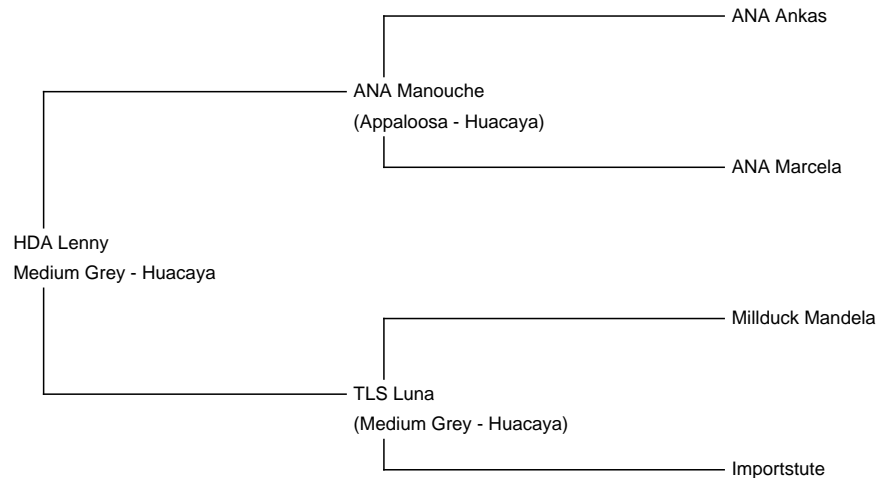 ANA Ankas
ANA Manouche
(Appaloosa - Huacaya)
ANA Marcela
HDA Lenny
Medium Grey - Huacaya
Millduck Mandela
TLS Luna
(Medium Grey - Huacaya)
Importstute